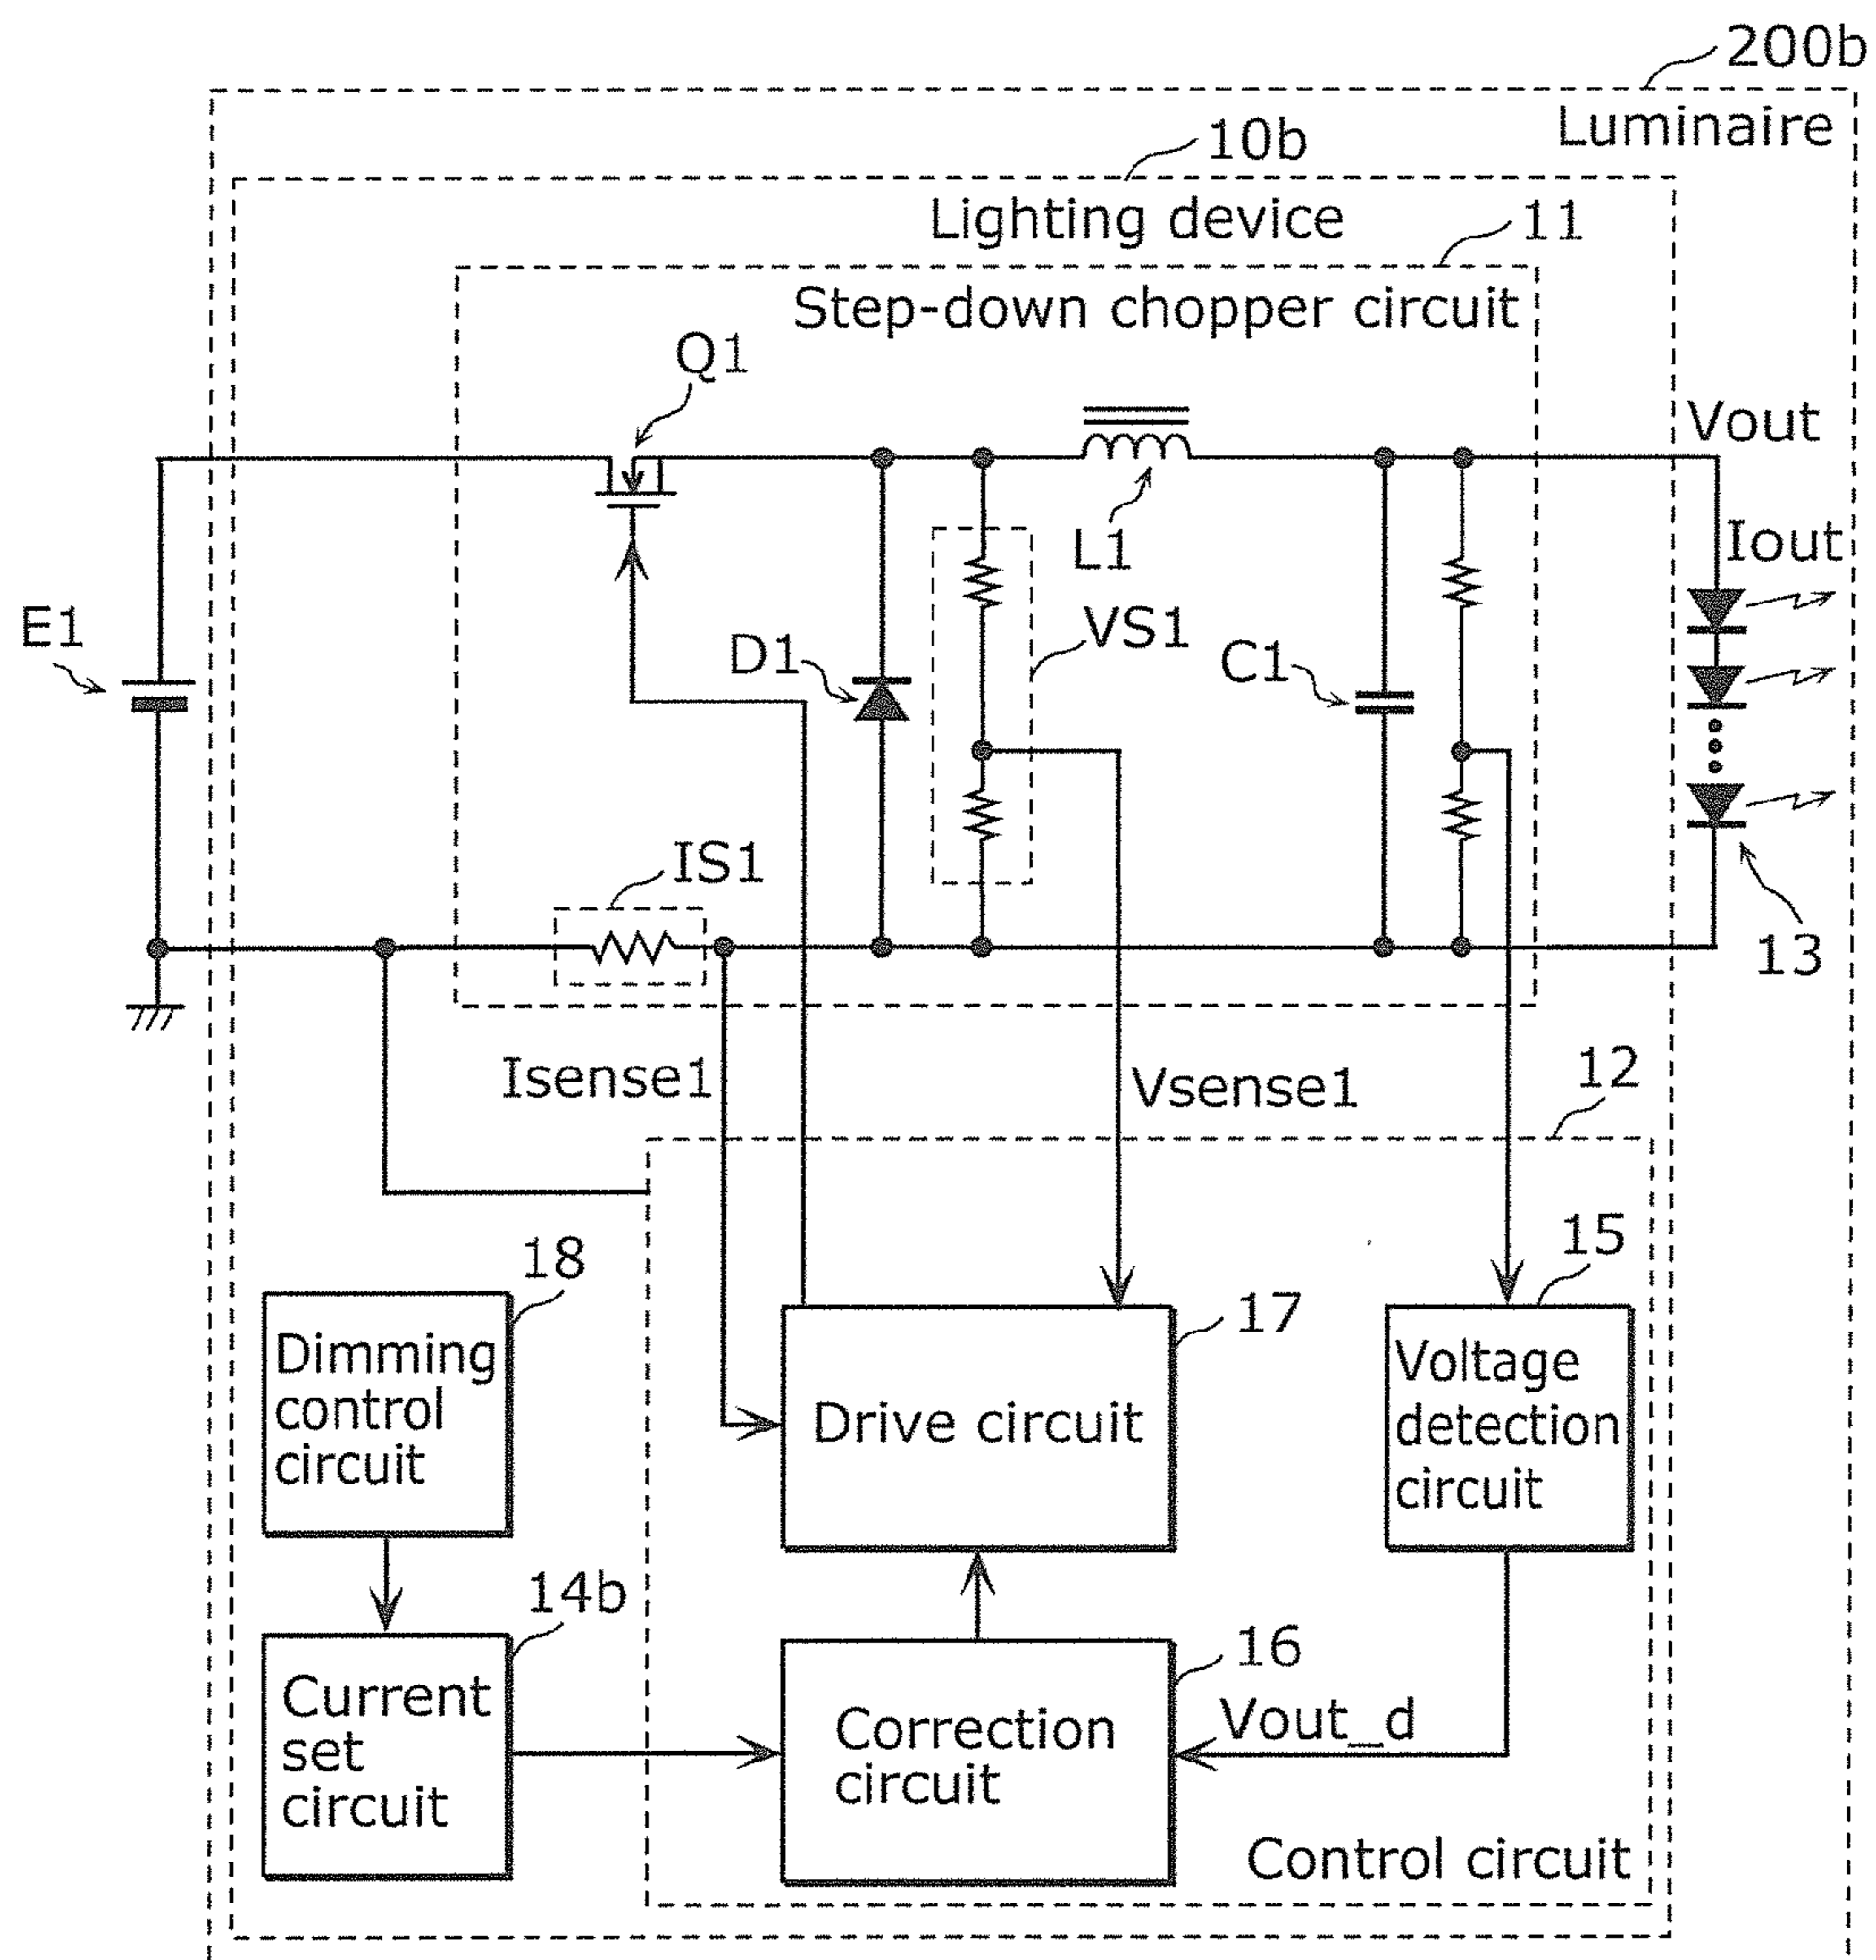 200b
Luminaire
10b
Lighting device
11
Step-down chopper circuit
Q1
Vout
L1
Iout
E1
D1
VS1
C1
IS1
13
Isense1
Vsense1
12
18
15
Dimming
control
circuit
17
Drive circuit
Voltage
detection
circuit
14b
Current
set
circuit
16
Correction
circuit
Vout_d
Control circuit